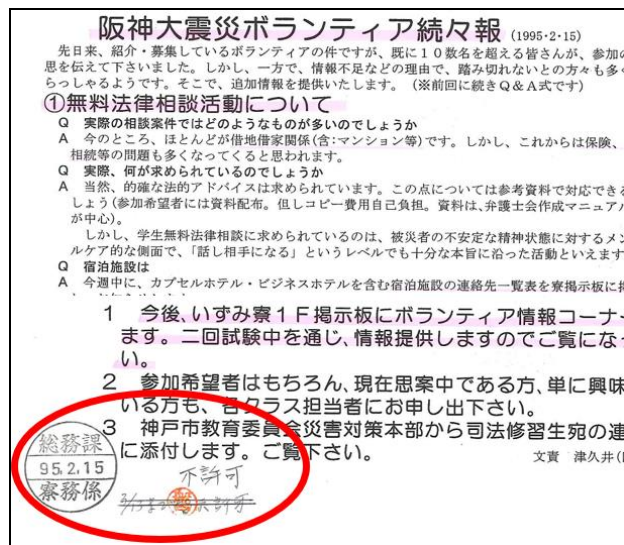 阪神大震災ボランティア続々報 (1995・2・15)
先日来、紹介・募集しているボランティアの件ですが、既に10数名を超える皆さんが、参加の
思を伝えて下さいました。しかし、一方で、情報不足などの理由で、踏み切れないとの方々も多く
らっしゃるようです。そこで、追加情報を提供いたします。(※前回に続きQ&A式です)
①無料法律相談活動について
Q 実際の相談案件ではどのようなものが多いのでしょうか
A 今のところ、ほとんどが借地借家関係(含:マンション等)です。しかし、これからは保険、
相続等の問題も多くなってくると思われます。
Q 実際、何が求められているのでしょうか
A 当然、的確な法的アドバイスは求められています。この点については参考資料で対応できる
しょう(参加希望者には資料配布。但しコピー費用自己負担。資料は、弁護士会作成マニュアル
が中心)。
しかし、学生無料法律相談に求められているのは、被災者の不安定な精神状態に対するメン
ルケア的な側面で、「話し相手になる」というレベルでも十分な本旨に沿った活動といえます
Q 宿泊施設は
A 今週中に、カプセルホテル・ビジネスホテルを含む宿泊施設の連絡先一覧表を寮掲示板に掲
1 今後、いずみ寮1F掲示板にボランティア情報コーナー
ます。二回試験中を通じ、情報提供しますのでご覧になっ
い。
2 参加希望者はもちろん、現在思案中である方、単に興味
いる方も、各クラス担当者にお申し出下さい。
3 神戸市教育委員会災害対策本部から司法修習生宛の連
に添付します。ご覧下さい。 文責 津久井(
総務課
95.2.15
寮務係
不許可